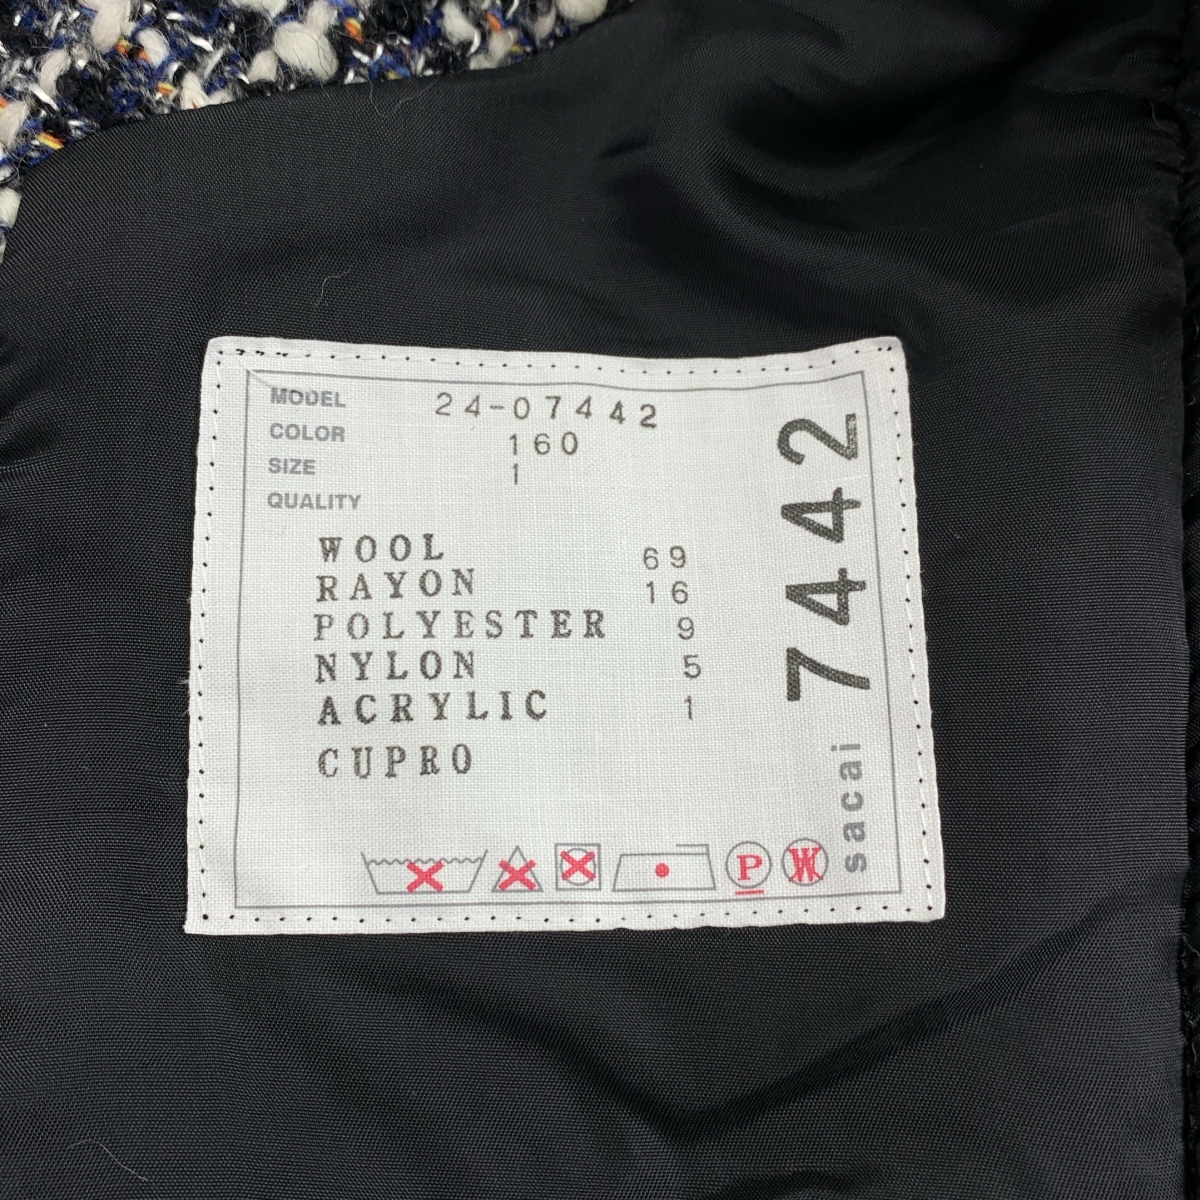 MODEL 24-07442
COLOR 160
SIZE 1
QUALITY
WOOL 69
RAYON 16
POLYESTER 9
NYLON 5
ACRYLIC 1
CUPRO
P
W
sacai 7442